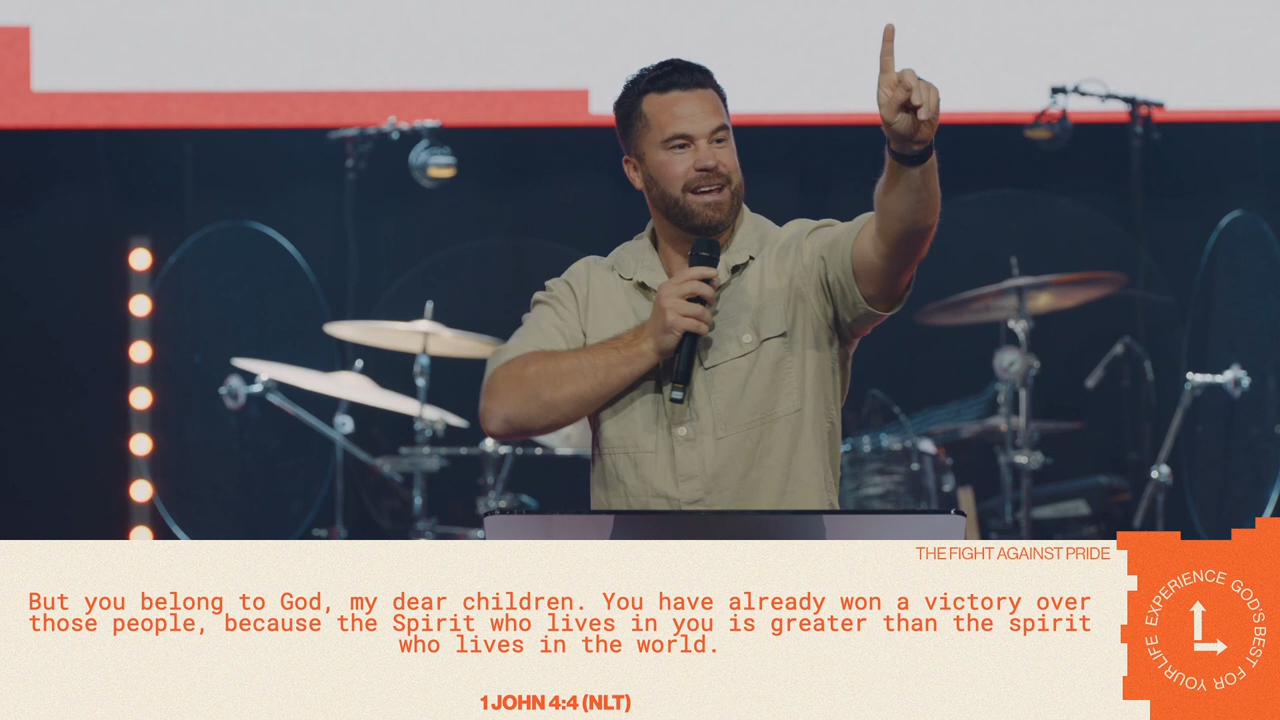 THE FIGHT AGAINST PRIDE
But you belong to God, my dear children. You have already won a victory over
those people, because the Spirit who lives in you is greater than the spirit
who lives in the world.
1 JOHN 4:4 (NLT)
EXPERIENCE GOD'S BEST FOR YOUR LIFE